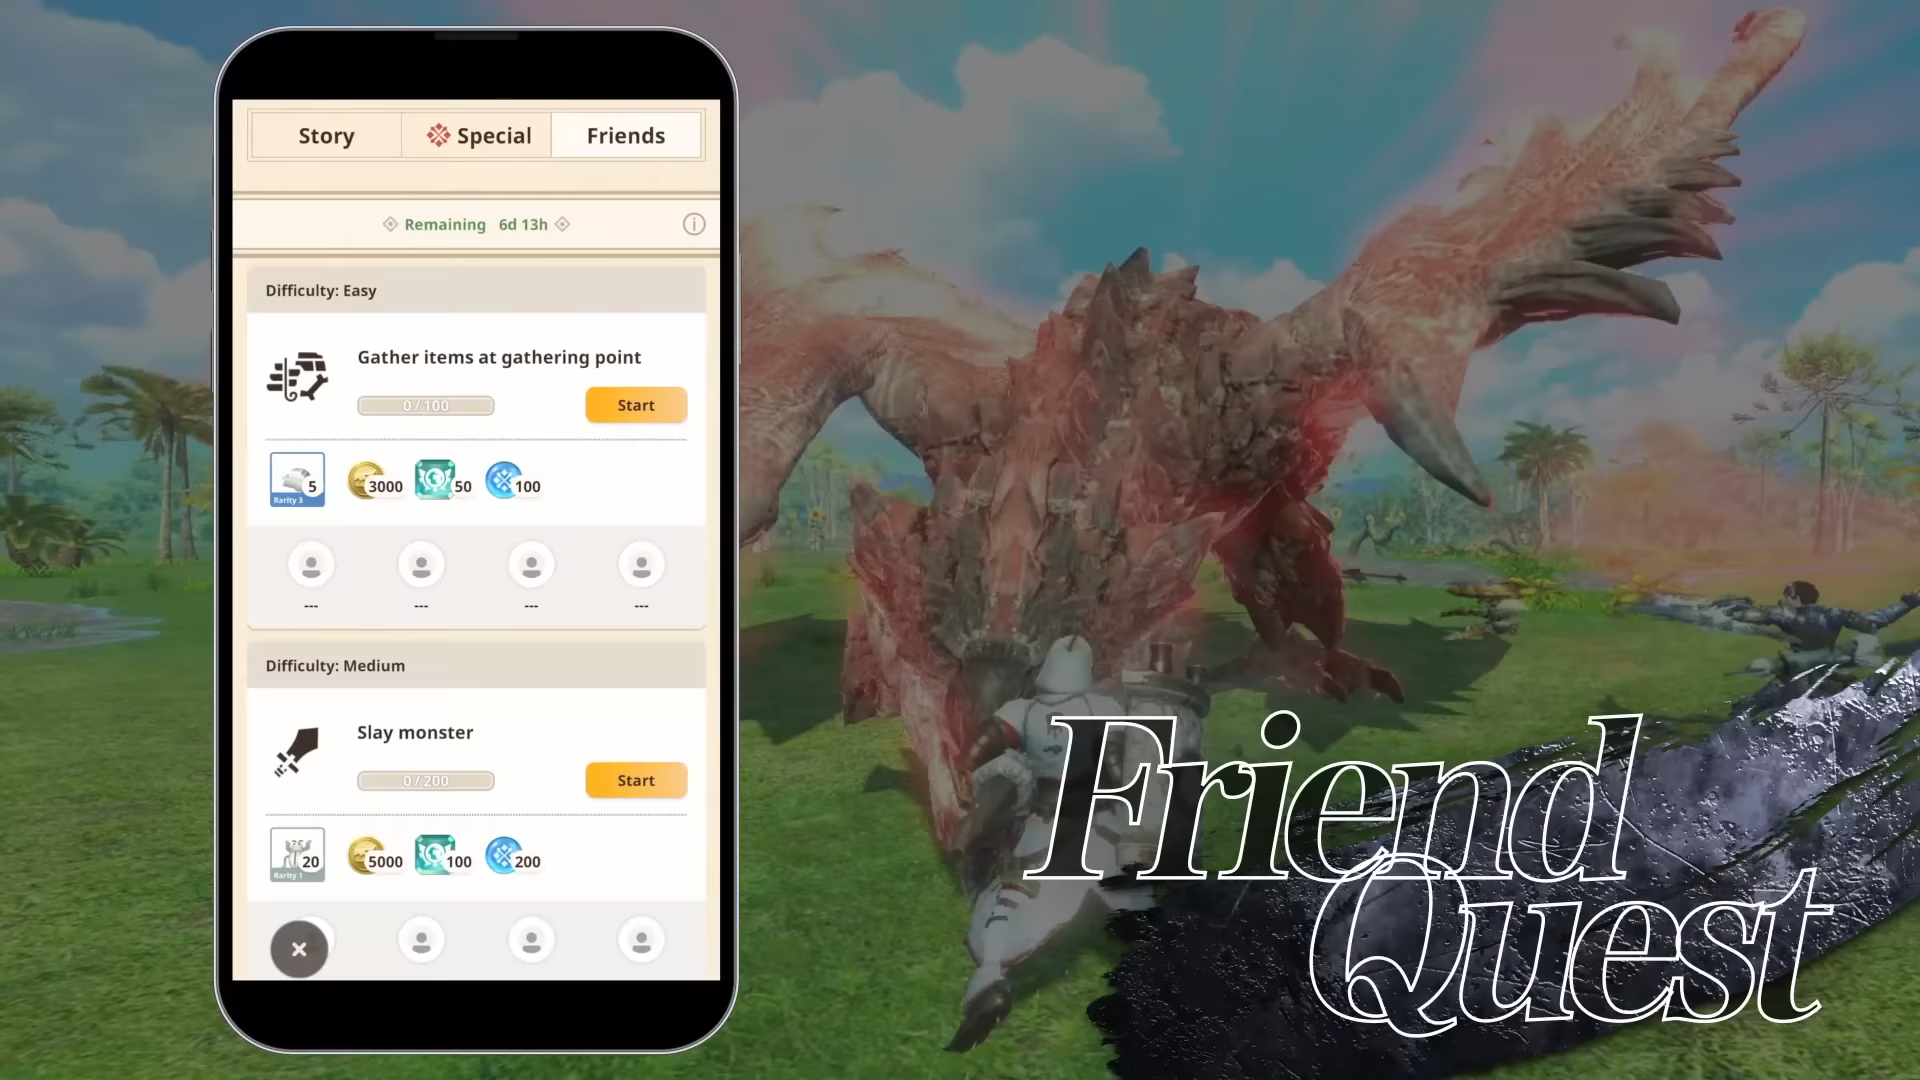 Story
Special
Friends
Remaining 6d 13h
Difficulty: Easy
Gather items at gathering point
0 / 100
Start
5
Rarity 3
3000
50
100
---
---
---
---
Difficulty: Medium
Slay monster
0 / 200
Start
20
Rarity 1
5000
100
200
Friend
Quest